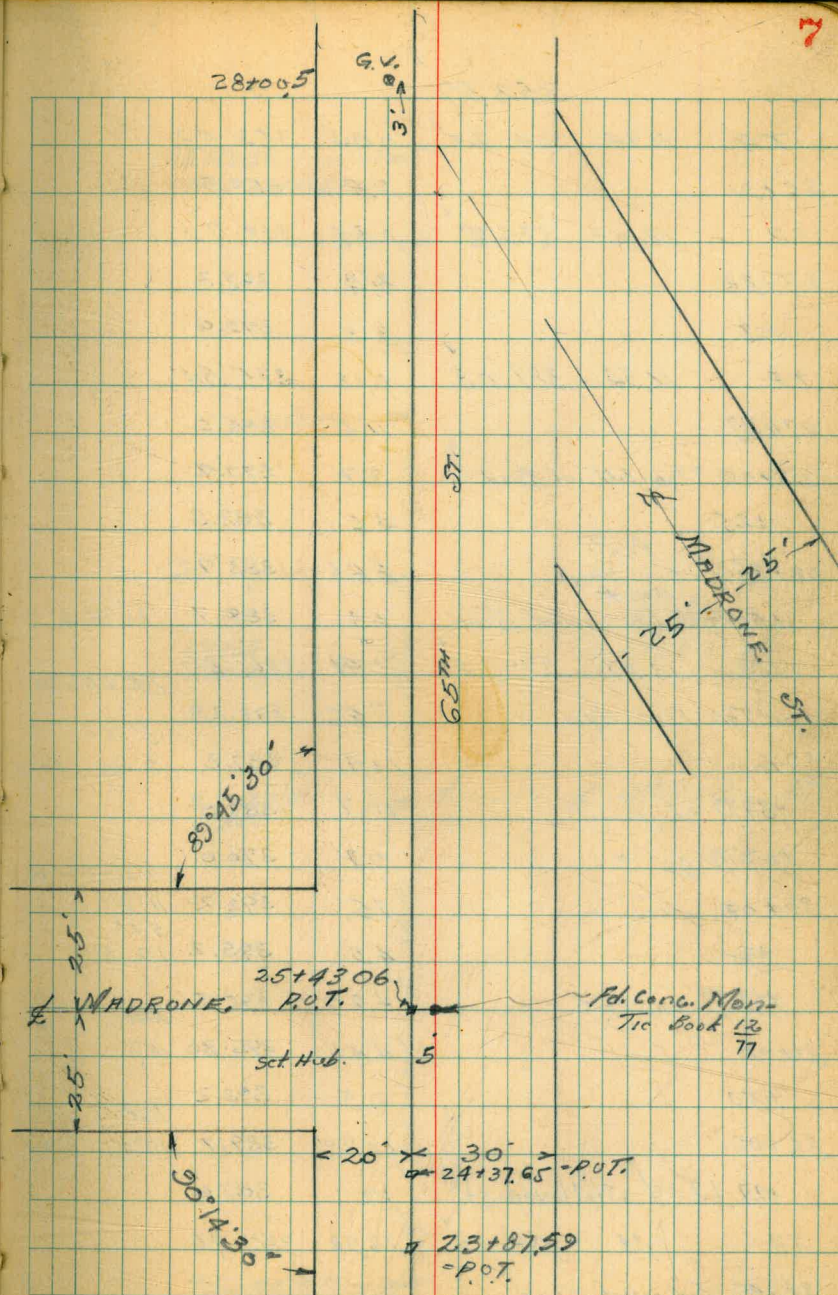 7
G.V.
28+00.5
3'
ST.
℄ MADRONE ST.
25' 25'
65TH
89°45'30"
25'
25+43.06
P.O.T.
℄ MADRONE.
Fd. Conc. Mon-
Tie Book 12/77
Set Hub.
5'
25'
20' 30'
24+37.65 = P.O.T.
90°14'30"
23+87.59
= P.O.T.